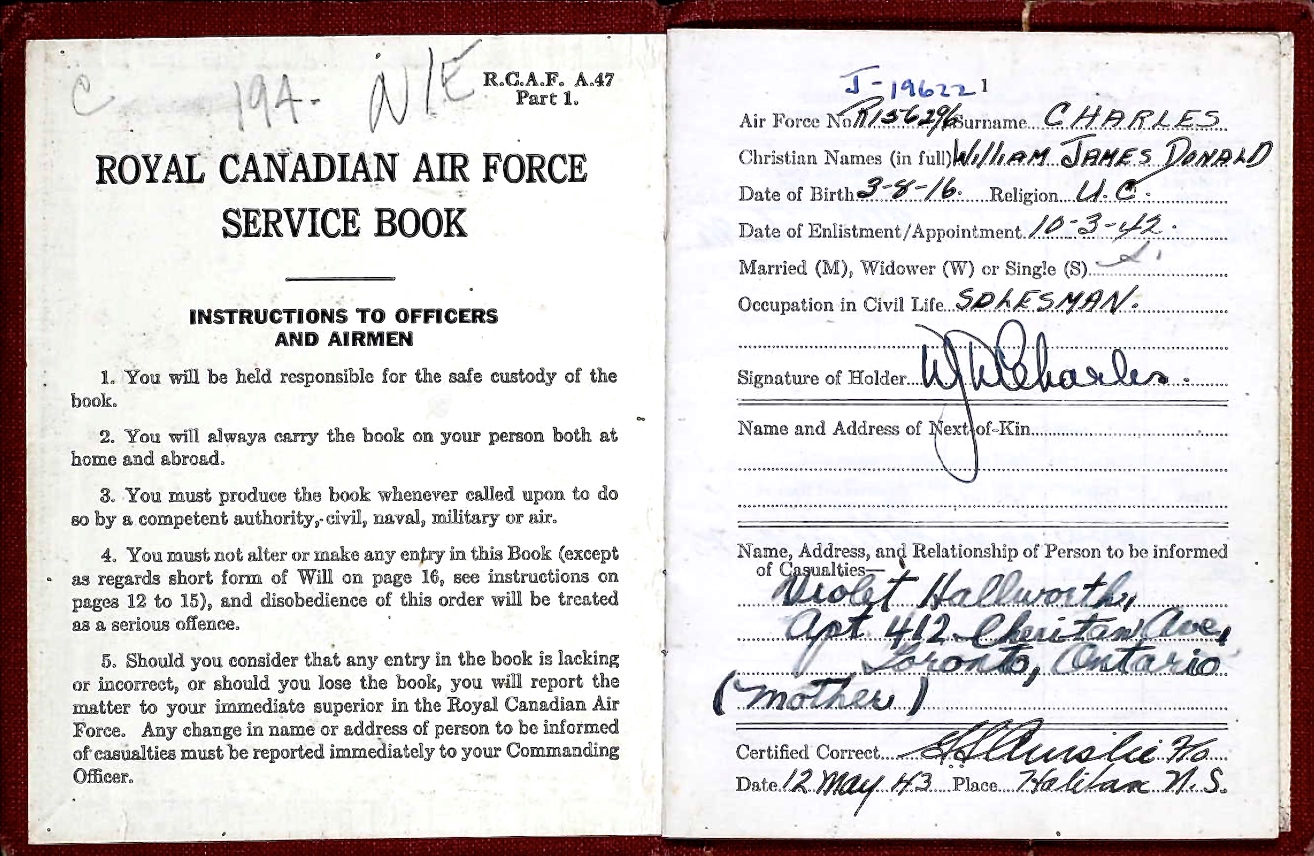 C 194. N/E
R.C.A.F. A.47
Part 1.
ROYAL CANADIAN AIR FORCE
SERVICE BOOK
INSTRUCTIONS TO OFFICERS
AND AIRMEN
1. You will be held responsible for the safe custody of the
book.
2. You will always carry the book on your person both at
home and abroad.
3. You must produce the book whenever called upon to do
so by a competent authority, civil, naval, military or air.
4. You must not alter or make any entry in this Book (except
as regards short form of Will on page 16, see instructions on
pages 12 to 15), and disobedience of this order will be treated
as a serious offence.
5. Should you consider that any entry in the book is lacking
or incorrect, or should you lose the book, you will report the
matter to your immediate superior in the Royal Canadian Air
Force. Any change in name or address of person to be informed
of casualties must be reported immediately to your Commanding
Officer.
J-19622 1
Air Force No. R156296 Surname CHARLES
Christian Names (in full) William JAMES DONALD
Date of Birth 3-8-16. Religion U.C.
Date of Enlistment/Appointment 10-3-42.
Married (M), Widower (W) or Single (S) S.
Occupation in Civil Life SALESMAN.
Signature of Holder WJDCharles.
Name and Address of Next-of-Kin
Name, Address, and Relationship of Person to be informed
of Casualties—
Violet Hallworth,
Apt 412 Cheritan Ave,
Toronto, Ontario
(mother)
Certified Correct F/O
Date 12 May 43 Place Halifax N.S.